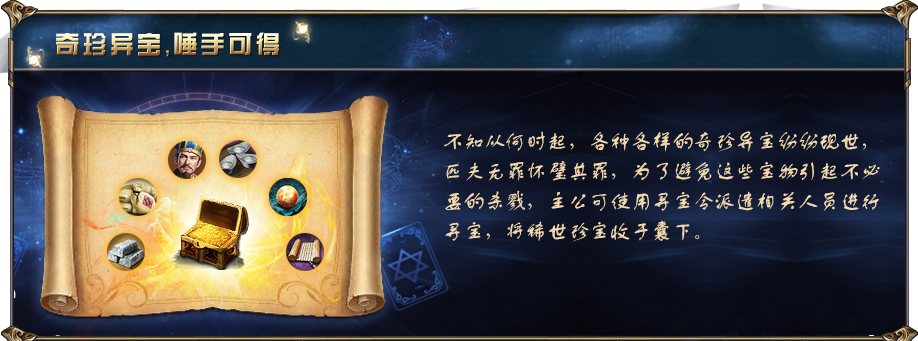 奇珍异宝,唾手可得
不知从何时起，各种各样的奇珍异宝纷纷现世，
匹夫无罪怀璧其罪，为了避免这些宝物引起不必
要的杀戮，主公可使用寻宝令派遣相关人员进行
寻宝，将稀世珍宝收于囊下。